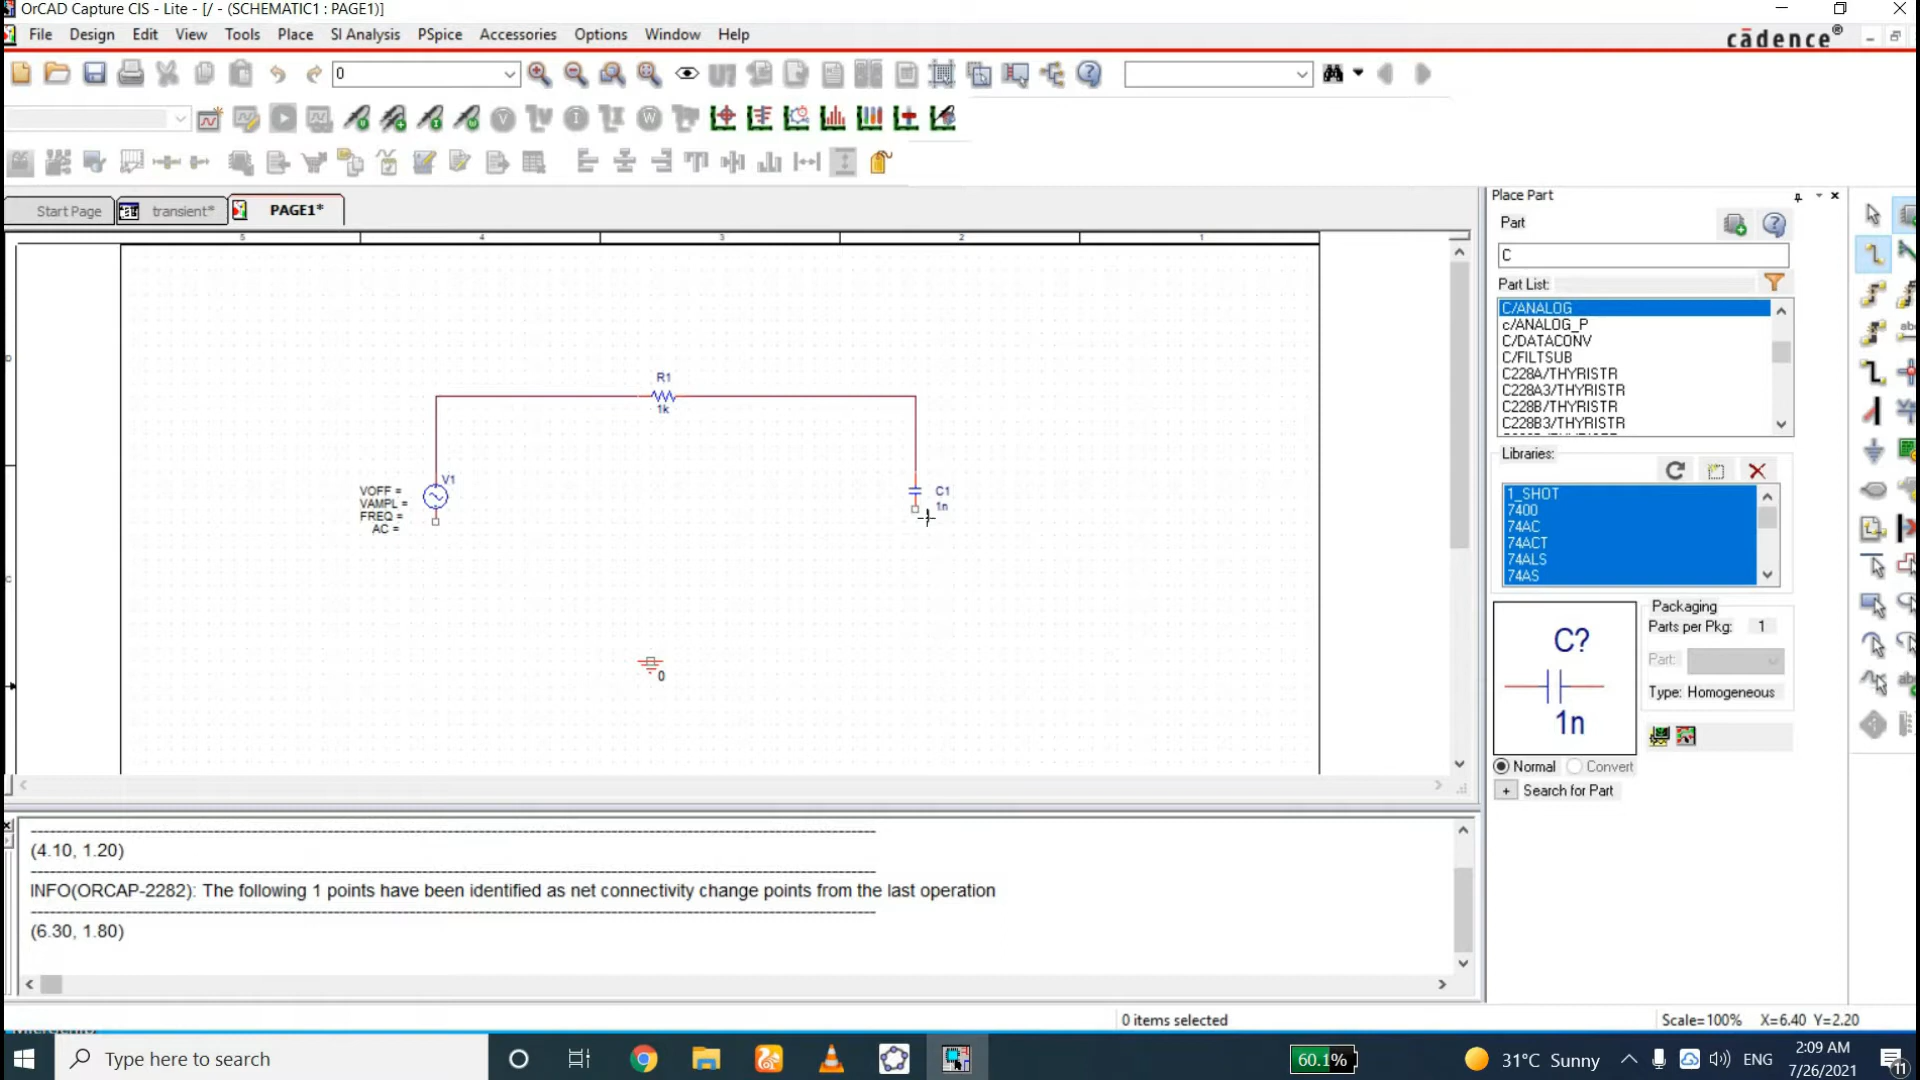 OrCAD Capture CIS - Lite - [/ - (SCHEMATIC1 : PAGE1)]
File Design Edit View Tools Place SI Analysis PSpice Accessories Options Window Help
cādence®
0
Start Page
transient*
PAGE1*
5 4 3 2 1
D
C
R1
1k
V1
VOFF =
VAMPL =
FREQ =
AC =
C1
1n
0
Place Part
Part
C
Part List:
C/ANALOG
c/ANALOG_P
C/DATACONV
C/FILTSUB
C228A/THYRISTR
C228A3/THYRISTR
C228B/THYRISTR
C228B3/THYRISTR
Libraries:
1_SHOT
7400
74AC
74ACT
74ALS
74AS
C?
1n
Packaging
Parts per Pkg: 1
Part:
Type: Homogeneous
Normal Convert
+ Search for Part
(4.10, 1.20)
INFO(ORCAP-2282): The following 1 points have been identified as net connectivity change points from the last operation
(6.30, 1.80)
0 items selected
Scale=100% X=6.40 Y=2.20
Type here to search
60.1%
31°C Sunny
ENG
2:09 AM
7/26/2021
11